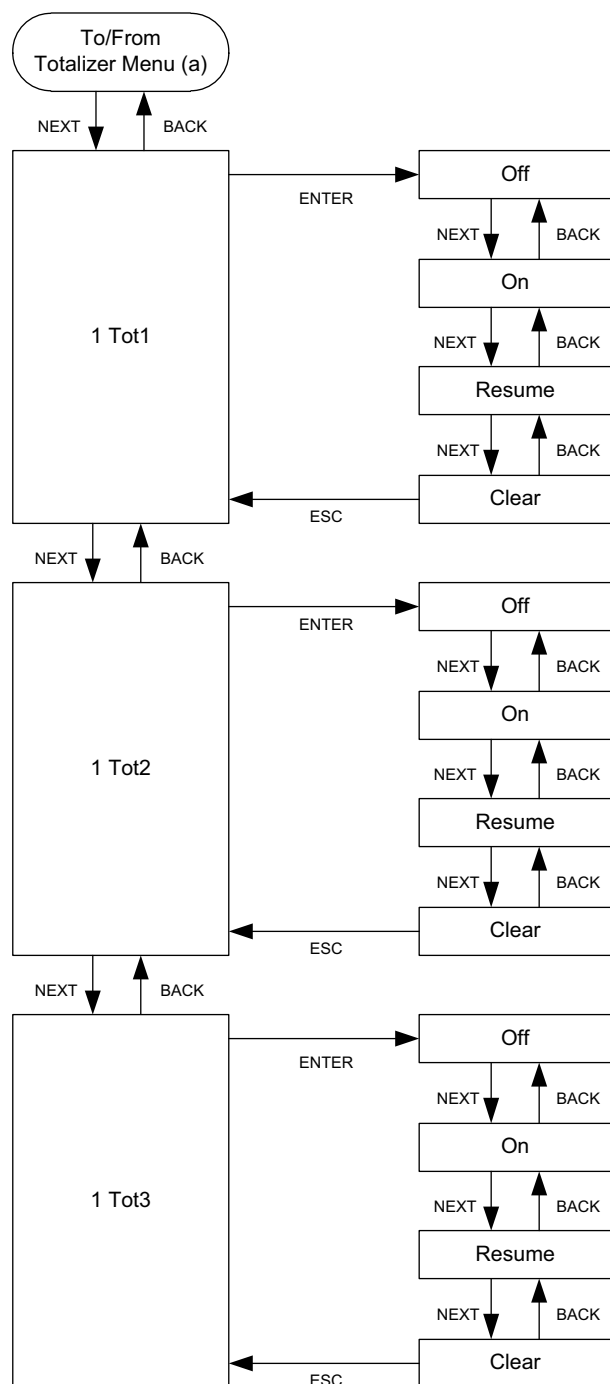 To/From
Totalizer Menu (a)
NEXT
BACK
1 Tot1
ENTER
Off
NEXT
BACK
On
NEXT
BACK
Resume
NEXT
BACK
Clear
ESC
NEXT
BACK
1 Tot2
ENTER
Off
NEXT
BACK
On
NEXT
BACK
Resume
NEXT
BACK
Clear
ESC
NEXT
BACK
1 Tot3
ENTER
Off
NEXT
BACK
On
NEXT
BACK
Resume
NEXT
BACK
Clear
ESC